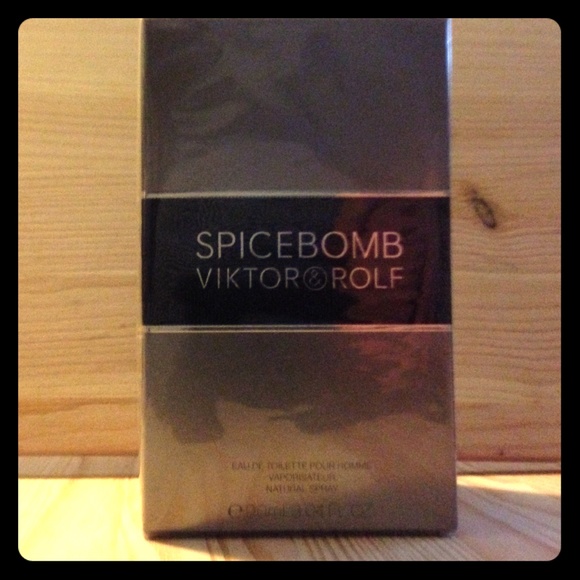 SPICEBOMB
VIKTOR&ROLF
EAU DE TOILETTE POUR HOMME
VAPORISATEUR
NATURAL SPRAY